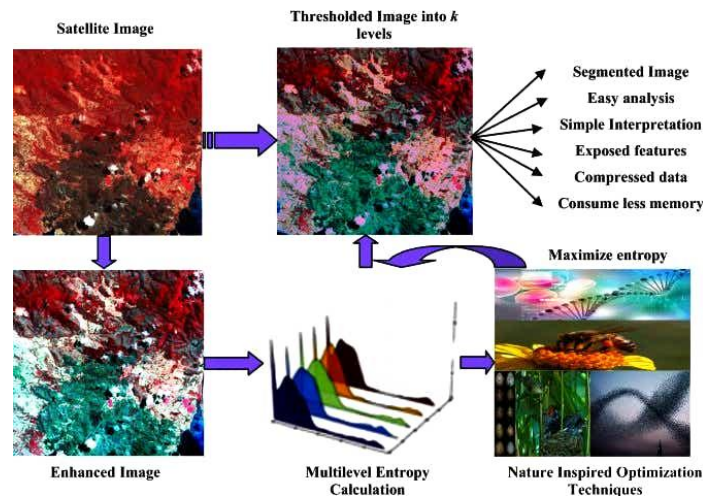 Satellite Image
Thresholded Image into k
levels
Segmented Image
Easy analysis
Simple Interpretation
Exposed features
Compressed data
Consume less memory
Maximize entropy
Enhanced Image
Multilevel Entropy
Calculation
Nature Inspired Optimization
Techniques